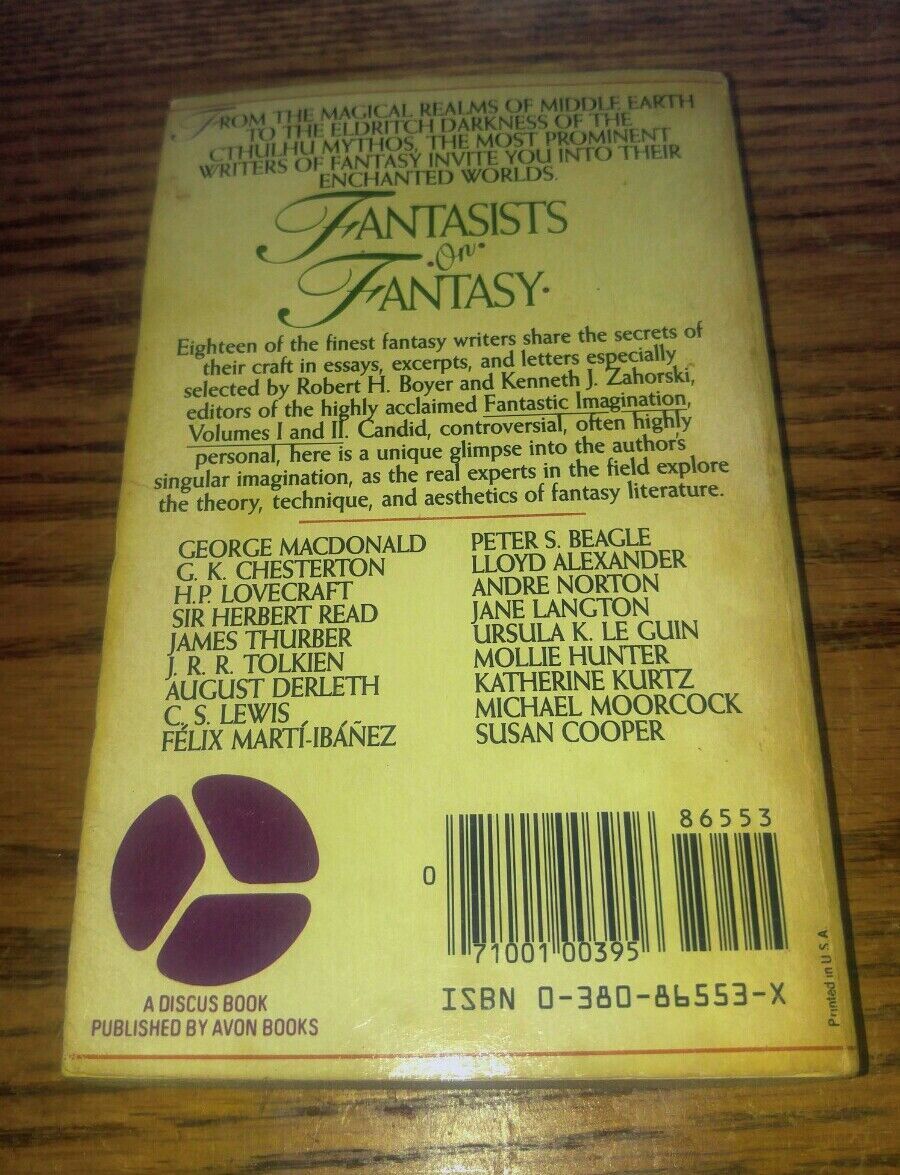 FROM THE MAGICAL REALMS OF MIDDLE EARTH
TO THE ELDRITCH DARKNESS OF THE
CTHULHU MYTHOS, THE MOST PROMINENT
WRITERS OF FANTASY INVITE YOU INTO THEIR
ENCHANTED WORLDS.
FANTASISTS
·On·
FANTASY·
Eighteen of the finest fantasy writers share the secrets of
their craft in essays, excerpts, and letters especially
selected by Robert H. Boyer and Kenneth J. Zahorski,
editors of the highly acclaimed Fantastic Imagination,
Volumes I and II. Candid, controversial, often highly
personal, here is a unique glimpse into the author's
singular imagination, as the real experts in the field explore
the theory, technique, and aesthetics of fantasy literature.
GEORGE MACDONALD
G. K. CHESTERTON
H.P. LOVECRAFT
SIR HERBERT READ
JAMES THURBER
J. R. R. TOLKIEN
AUGUST DERLETH
C. S. LEWIS
FÉLIX MARTÍ-IBÁÑEZ
PETER S. BEAGLE
LLOYD ALEXANDER
ANDRE NORTON
JANE LANGTON
URSULA K. LE GUIN
MOLLIE HUNTER
KATHERINE KURTZ
MICHAEL MOORCOCK
SUSAN COOPER
A DISCUS BOOK
PUBLISHED BY AVON BOOKS
86553
0
71001 00395
ISBN 0-380-86553-X
Printed in U.S.A.